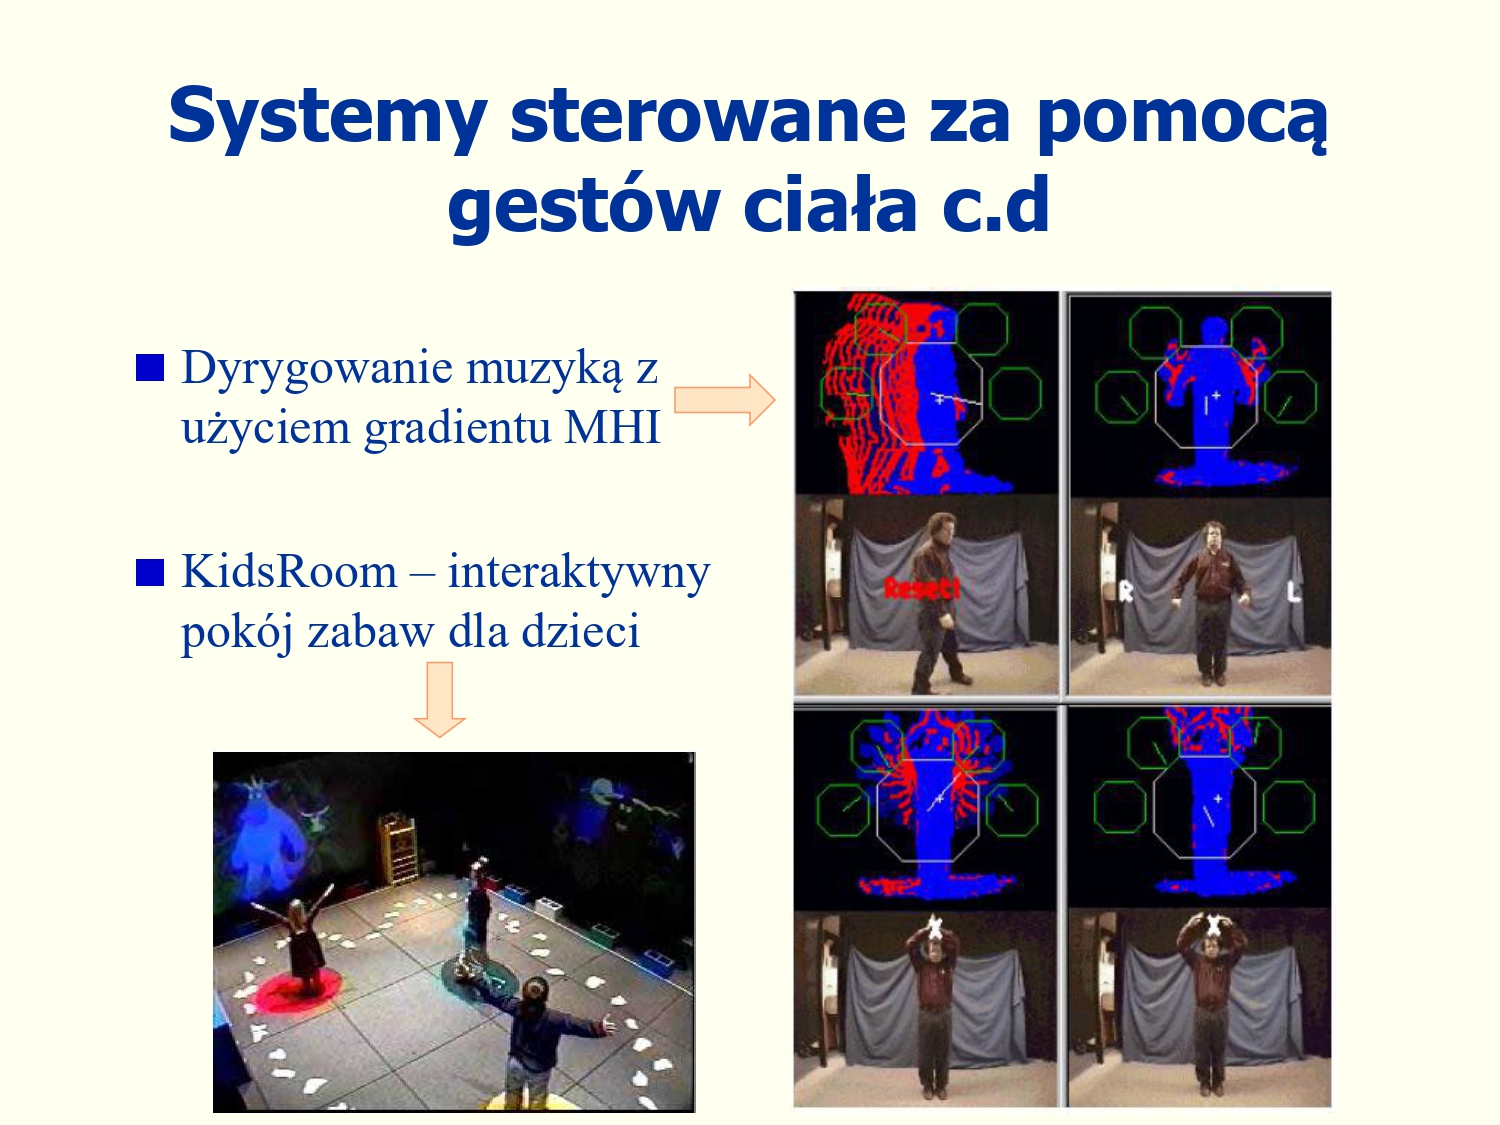 Systemy sterowane za pomocą
gestów ciała c.d
Dyrygowanie muzyką z
użyciem gradientu MHI
KidsRoom – interaktywny
pokój zabaw dla dzieci
Reset!
R L
X
X